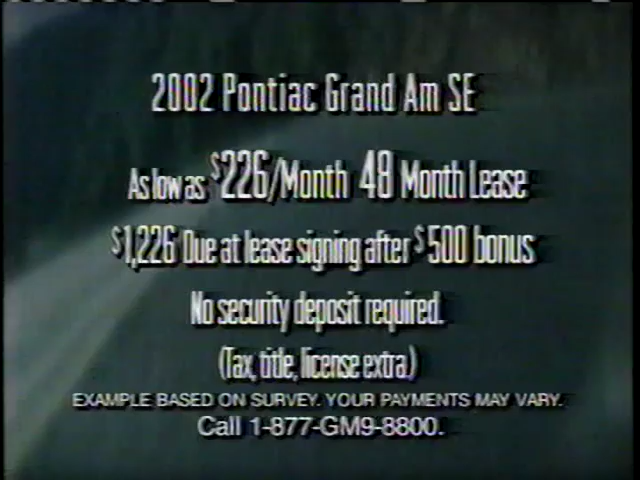 2002 Pontiac Grand Am SE
As low as $226/Month 48 Month Lease
$1,226 Due at lease signing after $500 bonus
No security deposit required.
(Tax, title, license extra.)
EXAMPLE BASED ON SURVEY. YOUR PAYMENTS MAY VARY.
Call 1-877-GM9-8800.